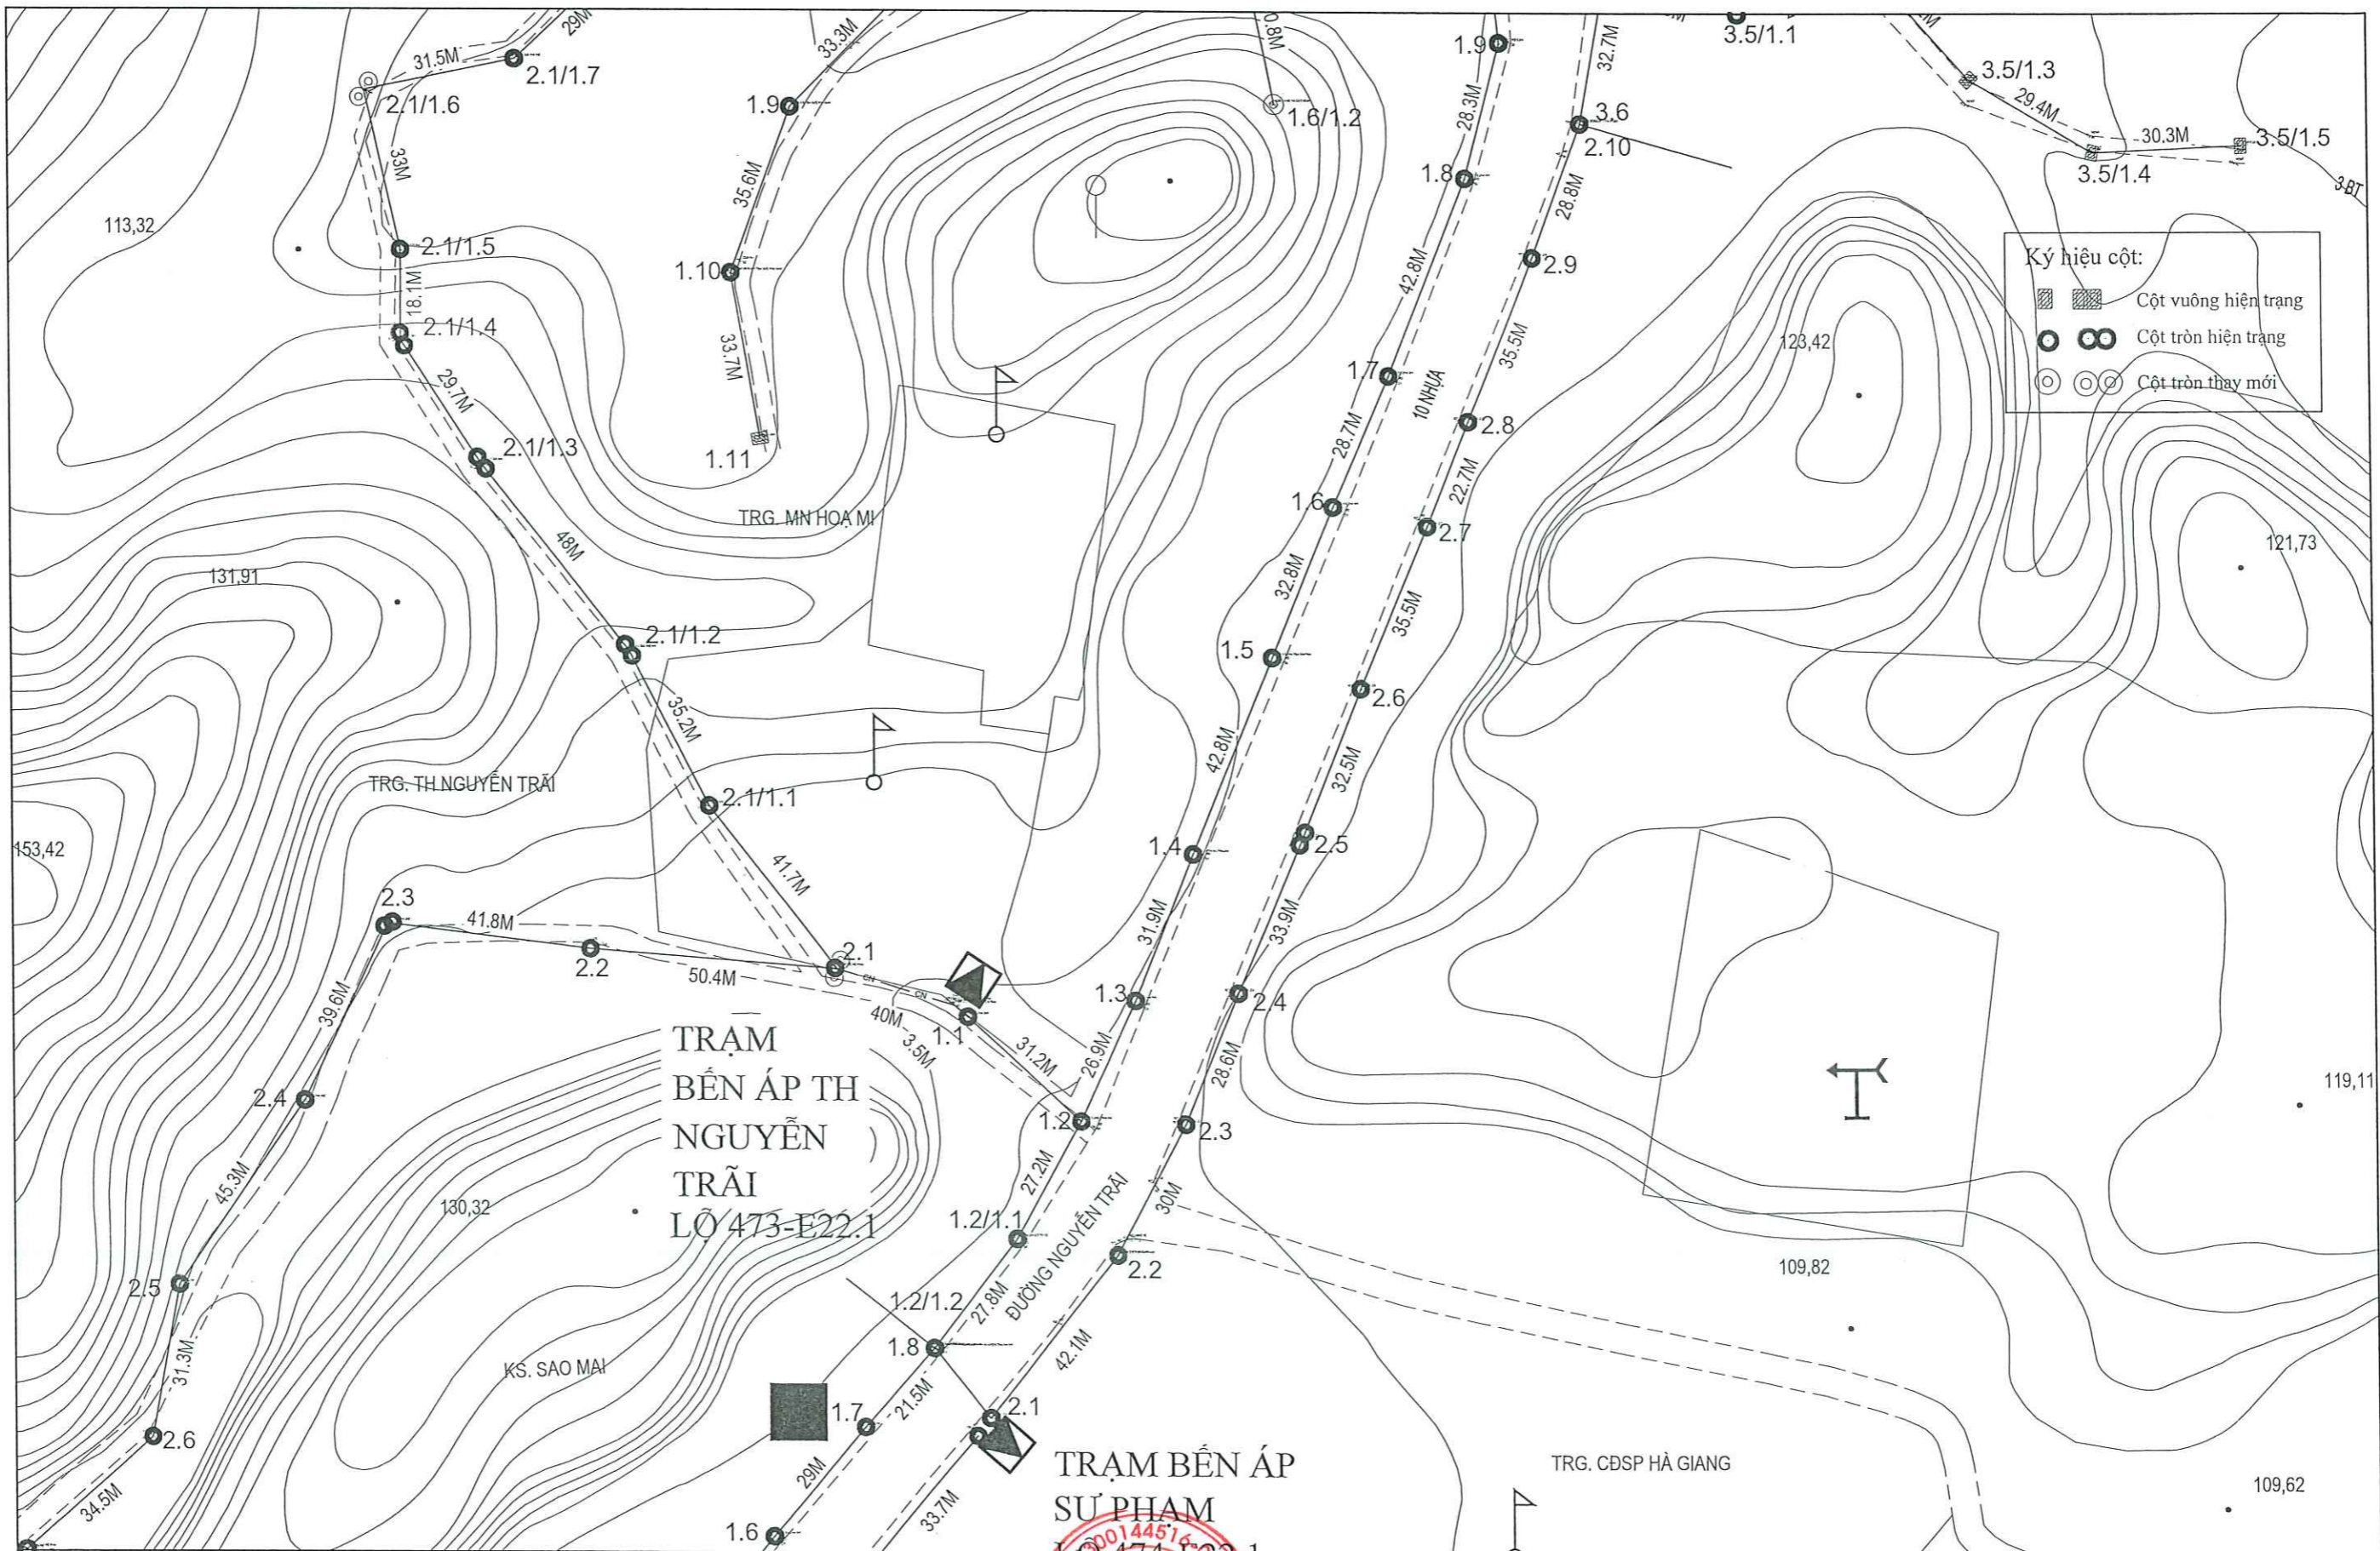 29M
31.5M
2.1/1.7
2.1/1.6
33M
113,32
2.1/1.5
18.1M
2.1/1.4
29.7M
2.1/1.3
48M
131,91
2.1/1.2
35.2M
TRG. TH NGUYỄN TRÃI
2.1/1.1
41.7M
153,42
33.3M
1.9
35.6M
1.10
33.7M
1.11
TRG. MN HOẠ MI
0.8M
1.6/1.2
1.9
28.3M
1.8
42.8M
1.7
10 NHỰA
28.7M
1.6
32.8M
1.5
42.8M
1.4
31.9M
1.3
26.9M
1.2
32.7M
3.6
2.10
28.8M
2.9
35.5M
2.8
22.7M
2.7
35.5M
2.6
32.5M
2.5
33.9M
2.4
28.6M
2.3
30M
2.2
42.1M
2.1
33.7M
3.5/1.1
3.5/1.3
29.4M
30.3M
3.5/1.5
3.5/1.4
3 BT
Ký hiệu cột:
Cột vuông hiện trạng
Cột tròn hiện trạng
Cột tròn thay mới
123,42
121,73
119,11
109,82
109,62
2.3
41.8M
2.2
50.4M
2.1
CH
CN
40M
3.5M
1.1
31.2M
39.6M
2.4
45.3M
2.5
31.3M
2.6
34.5M
130,32
KS. SAO MAI
TRẠM
BẾN ÁP TH
NGUYỄN
TRÃI
LỘ 473-E22.1
27.2M
1.2/1.1
ĐƯỜNG NGUYỄN TRÃI
27.8M
1.2/1.2
1.8
21.5M
1.7
29M
1.6
TRẠM BẾN ÁP
SƯ PHẠM
LỘ 474-E22.1
TRG. CĐSP HÀ GIANG